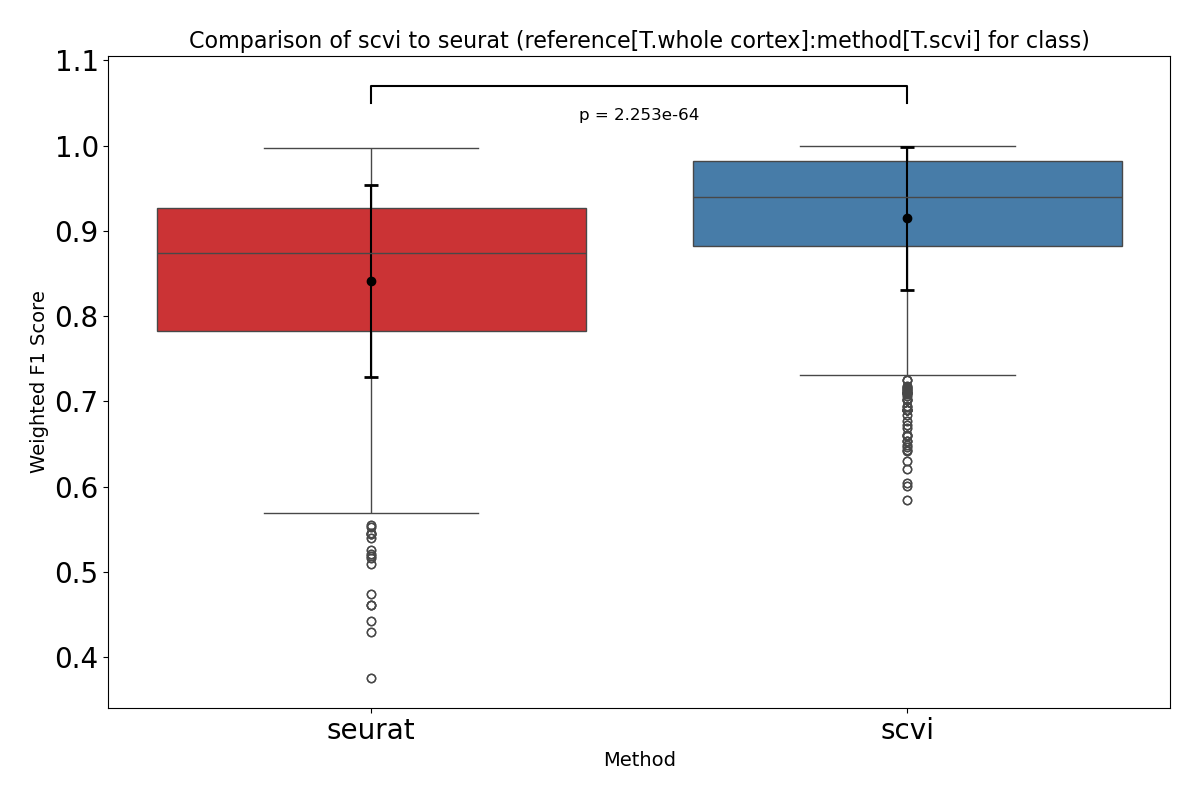 Comparison of scvi to seurat (reference[T.whole cortex]:method[T.scvi] for class)
1.1
p = 2.253e-64
1.0
0.9
0.8
0.7
0.6
0.5
0.4
Weighted F1 Score
seurat
scvi
Method